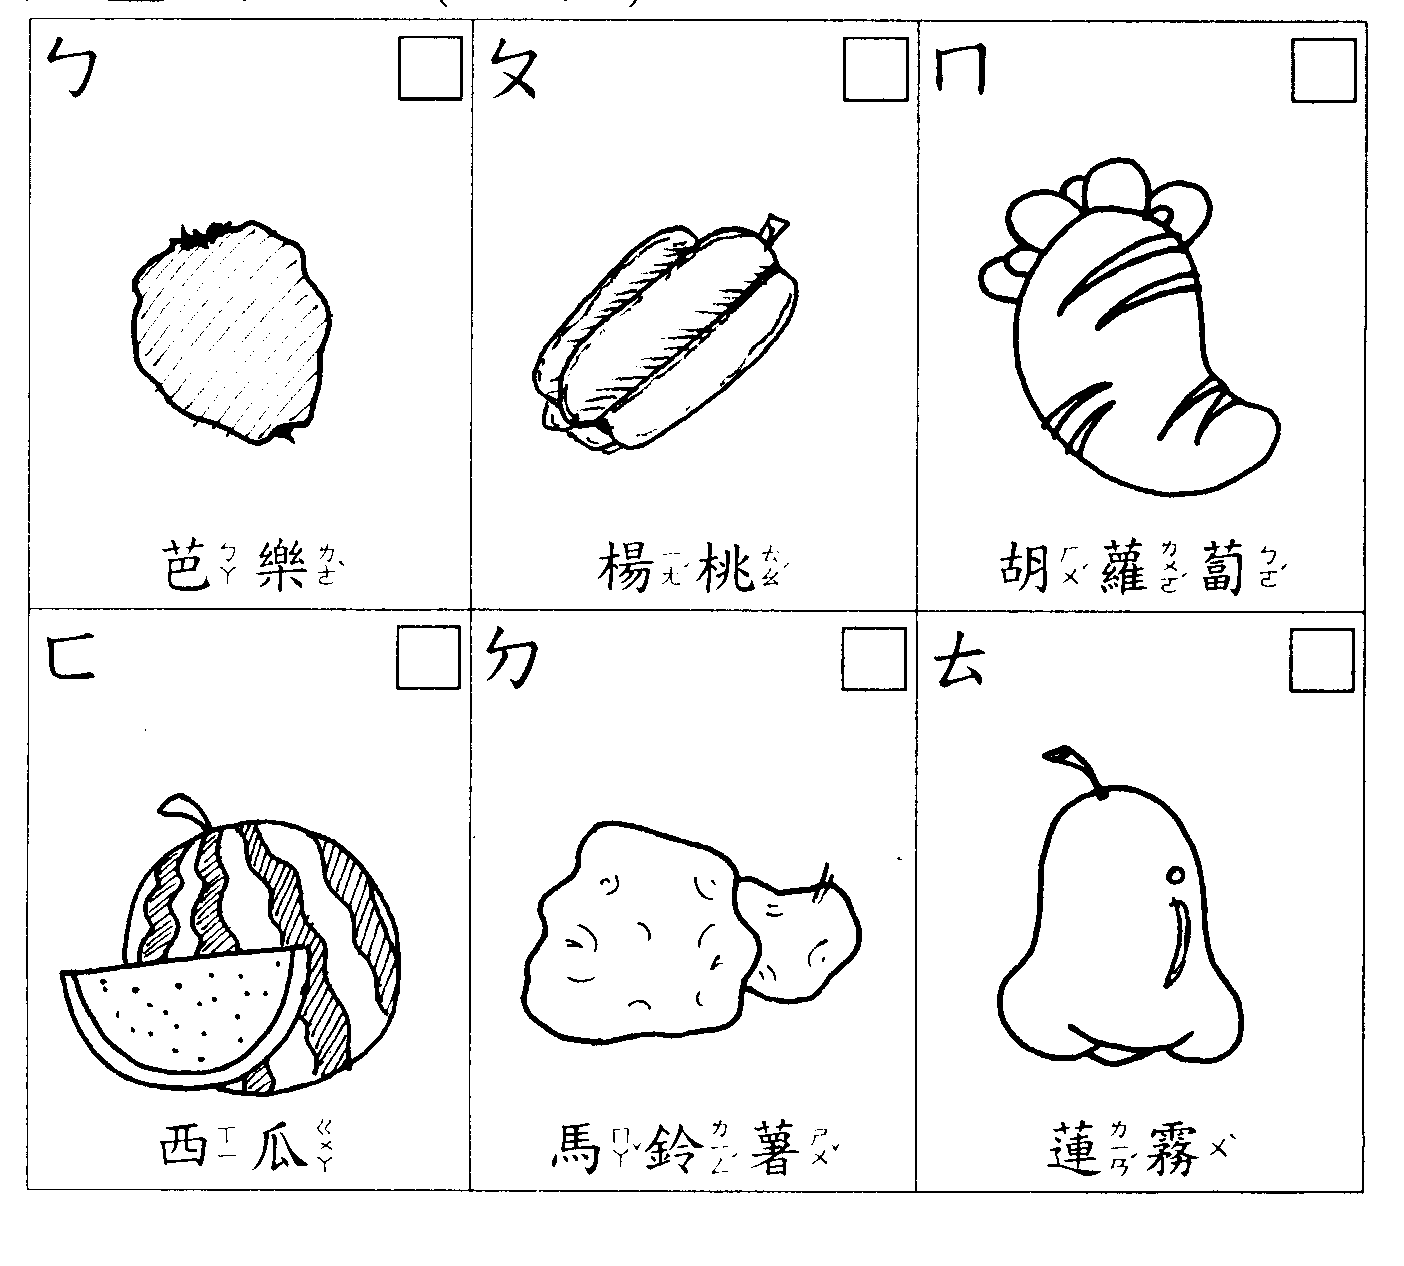 ㄅ
ㄆ
ㄇ
芭ㄅㄚ樂ㄌㄜˋ
楊ㄧㄤˊ桃ㄊㄠˊ
胡ㄏㄨˊ蘿ㄌㄨㄛˊ蔔ㄅㄛˊ
ㄈ
ㄉ
ㄊ
西ㄒㄧ瓜ㄍㄨㄚ
馬ㄇㄚˇ鈴ㄌㄧㄥˊ薯ㄕㄨˇ
蓮ㄌㄧㄢˊ霧ㄨˋ